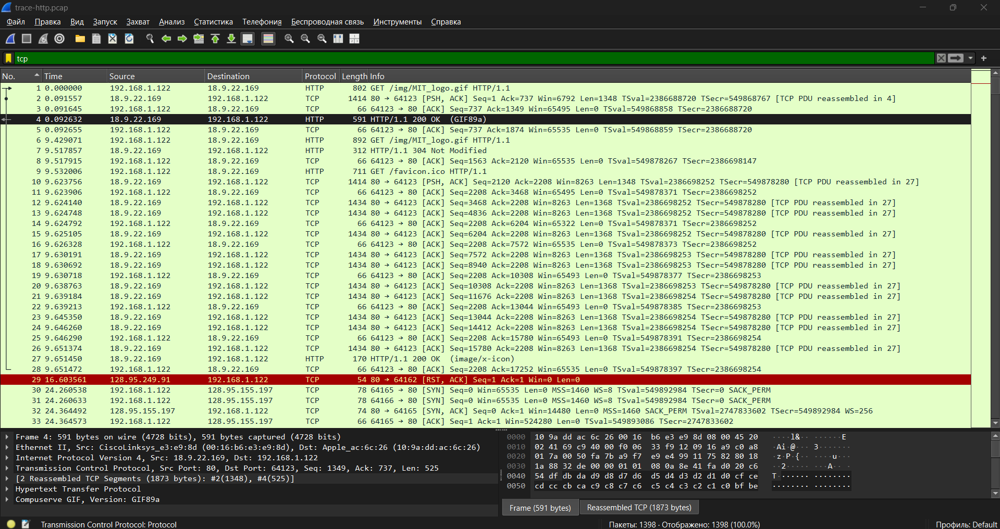 trace-http.pcap
Файл Правка Вид Запуск Захват Анализ Статистика Телефония Беспроводная связь Инструменты Справка
tcp
No. Time Source Destination Protocol Length Info
1 0.000000 192.168.1.122 18.9.22.169 HTTP 802 GET /img/MIT_logo.gif HTTP/1.1
2 0.091557 18.9.22.169 192.168.1.122 TCP 1414 80 → 64123 [PSH, ACK] Seq=1 Ack=737 Win=6792 Len=1348 TSval=2386688720 TSecr=549868767 [TCP PDU reassembled in 4]
3 0.091645 192.168.1.122 18.9.22.169 TCP 66 64123 → 80 [ACK] Seq=737 Ack=1349 Win=65495 Len=0 TSval=549868858 TSecr=2386688720
4 0.092632 18.9.22.169 192.168.1.122 HTTP 591 HTTP/1.1 200 OK (GIF89a)
5 0.092655 192.168.1.122 18.9.22.169 TCP 66 64123 → 80 [ACK] Seq=737 Ack=1874 Win=65535 Len=0 TSval=549868859 TSecr=2386688720
6 9.429071 192.168.1.122 18.9.22.169 HTTP 892 GET /img/MIT_logo.gif HTTP/1.1
7 9.517857 18.9.22.169 192.168.1.122 HTTP 312 HTTP/1.1 304 Not Modified
8 9.517915 192.168.1.122 18.9.22.169 TCP 66 64123 → 80 [ACK] Seq=1563 Ack=2120 Win=65535 Len=0 TSval=549878267 TSecr=2386698147
9 9.532006 192.168.1.122 18.9.22.169 HTTP 711 GET /favicon.ico HTTP/1.1
10 9.623756 18.9.22.169 192.168.1.122 TCP 1414 80 → 64123 [PSH, ACK] Seq=2120 Ack=2208 Win=8263 Len=1348 TSval=2386698252 TSecr=549878280 [TCP PDU reassembled in 27]
11 9.623906 192.168.1.122 18.9.22.169 TCP 66 64123 → 80 [ACK] Seq=2208 Ack=3468 Win=65495 Len=0 TSval=549878371 TSecr=2386698252
12 9.624140 18.9.22.169 192.168.1.122 TCP 1434 80 → 64123 [ACK] Seq=3468 Ack=2208 Win=8263 Len=1368 TSval=2386698252 TSecr=549878280 [TCP PDU reassembled in 27]
13 9.624748 18.9.22.169 192.168.1.122 TCP 1434 80 → 64123 [ACK] Seq=4836 Ack=2208 Win=8263 Len=1368 TSval=2386698252 TSecr=549878280 [TCP PDU reassembled in 27]
14 9.624792 192.168.1.122 18.9.22.169 TCP 66 64123 → 80 [ACK] Seq=2208 Ack=6204 Win=65322 Len=0 TSval=549878371 TSecr=2386698252
15 9.625105 18.9.22.169 192.168.1.122 TCP 1434 80 → 64123 [ACK] Seq=6204 Ack=2208 Win=8263 Len=1368 TSval=2386698252 TSecr=549878280 [TCP PDU reassembled in 27]
16 9.626328 192.168.1.122 18.9.22.169 TCP 66 64123 → 80 [ACK] Seq=2208 Ack=7572 Win=65535 Len=0 TSval=549878373 TSecr=2386698252
17 9.630191 18.9.22.169 192.168.1.122 TCP 1434 80 → 64123 [ACK] Seq=7572 Ack=2208 Win=8263 Len=1368 TSval=2386698253 TSecr=549878280 [TCP PDU reassembled in 27]
18 9.630692 18.9.22.169 192.168.1.122 TCP 1434 80 → 64123 [ACK] Seq=8940 Ack=2208 Win=8263 Len=1368 TSval=2386698253 TSecr=549878280 [TCP PDU reassembled in 27]
19 9.630718 192.168.1.122 18.9.22.169 TCP 66 64123 → 80 [ACK] Seq=2208 Ack=10308 Win=65493 Len=0 TSval=549878377 TSecr=2386698253
20 9.638763 18.9.22.169 192.168.1.122 TCP 1434 80 → 64123 [ACK] Seq=10308 Ack=2208 Win=8263 Len=1368 TSval=2386698253 TSecr=549878280 [TCP PDU reassembled in 27]
21 9.639184 18.9.22.169 192.168.1.122 TCP 1434 80 → 64123 [ACK] Seq=11676 Ack=2208 Win=8263 Len=1368 TSval=2386698254 TSecr=549878280 [TCP PDU reassembled in 27]
22 9.639213 192.168.1.122 18.9.22.169 TCP 66 64123 → 80 [ACK] Seq=2208 Ack=13044 Win=65493 Len=0 TSval=549878385 TSecr=2386698253
23 9.645350 18.9.22.169 192.168.1.122 TCP 1434 80 → 64123 [ACK] Seq=13044 Ack=2208 Win=8263 Len=1368 TSval=2386698254 TSecr=549878280 [TCP PDU reassembled in 27]
24 9.646260 18.9.22.169 192.168.1.122 TCP 1434 80 → 64123 [ACK] Seq=14412 Ack=2208 Win=8263 Len=1368 TSval=2386698254 TSecr=549878280 [TCP PDU reassembled in 27]
25 9.646290 192.168.1.122 18.9.22.169 TCP 66 64123 → 80 [ACK] Seq=2208 Ack=15780 Win=65493 Len=0 TSval=549878391 TSecr=2386698254
26 9.651374 18.9.22.169 192.168.1.122 TCP 1434 80 → 64123 [ACK] Seq=15780 Ack=2208 Win=8263 Len=1368 TSval=2386698254 TSecr=549878280 [TCP PDU reassembled in 27]
27 9.651450 18.9.22.169 192.168.1.122 HTTP 170 HTTP/1.1 200 OK (image/x-icon)
28 9.651472 192.168.1.122 18.9.22.169 TCP 66 64123 → 80 [ACK] Seq=2208 Ack=17252 Win=65535 Len=0 TSval=549878397 TSecr=2386698254
29 16.603561 128.95.249.91 192.168.1.122 TCP 54 80 → 64162 [RST, ACK] Seq=1 Ack=1 Win=0 Len=0
30 24.260538 192.168.1.122 128.95.155.197 TCP 78 64165 → 80 [SYN] Seq=0 Win=65535 Len=0 MSS=1460 WS=8 TSval=549892984 TSecr=0 SACK_PERM
31 24.260633 192.168.1.122 128.95.155.197 TCP 78 64166 → 80 [SYN] Seq=0 Win=65535 Len=0 MSS=1460 WS=8 TSval=549892984 TSecr=0 SACK_PERM
32 24.364492 128.95.155.197 192.168.1.122 TCP 74 80 → 64165 [SYN, ACK] Seq=0 Ack=1 Win=14480 Len=0 MSS=1460 SACK_PERM TSval=2747833602 TSecr=549892984 WS=256
33 24.364573 192.168.1.122 128.95.155.197 TCP 66 64165 → 80 [ACK] Seq=1 Ack=1 Win=524280 Len=0 TSval=549893086 TSecr=2747833602
Frame 4: 591 bytes on wire (4728 bits), 591 bytes captured (4728 bits)
Ethernet II, Src: CiscoLinksys_e3:e9:8d (00:16:b6:e3:e9:8d), Dst: Apple_ac:6c:26 (10:9a:dd:ac:6c:26)
Internet Protocol Version 4, Src: 18.9.22.169, Dst: 192.168.1.122
Transmission Control Protocol, Src Port: 80, Dst Port: 64123, Seq: 1349, Ack: 737, Len: 525
[2 Reassembled TCP Segments (1873 bytes): #2(1348), #4(525)]
Hypertext Transfer Protocol
Compuserve GIF, Version: GIF89a
0000 10 9a dd ac 6c 26 00 16 b6 e3 e9 8d 08 00 45 20 ····l&·· ······E
0010 02 41 69 c9 40 00 f0 06 33 f9 12 09 16 a9 c0 a8 ·Ai·@··· 3·······
0020 01 7a 00 50 fa 7b a9 f7 e9 e4 99 11 75 82 80 18 ·z·P·{·· ····u···
0030 1a 88 32 de 00 00 01 01 08 0a 8e 41 fa d0 20 c6 ··2····· ···A·· ·
0040 54 df db da d9 d8 d7 d6 d5 d4 d3 d2 d1 d0 cf ce T······· ········
0050 cd cc cb ca c9 c8 c7 c6 c5 c4 c3 c2 c1 c0 bf be ········ ········
Frame (591 bytes) Reassembled TCP (1873 bytes)
Transmission Control Protocol: Protocol
Пакеты: 1398 · Отображено: 1398 (100.0%)
Профиль: Default